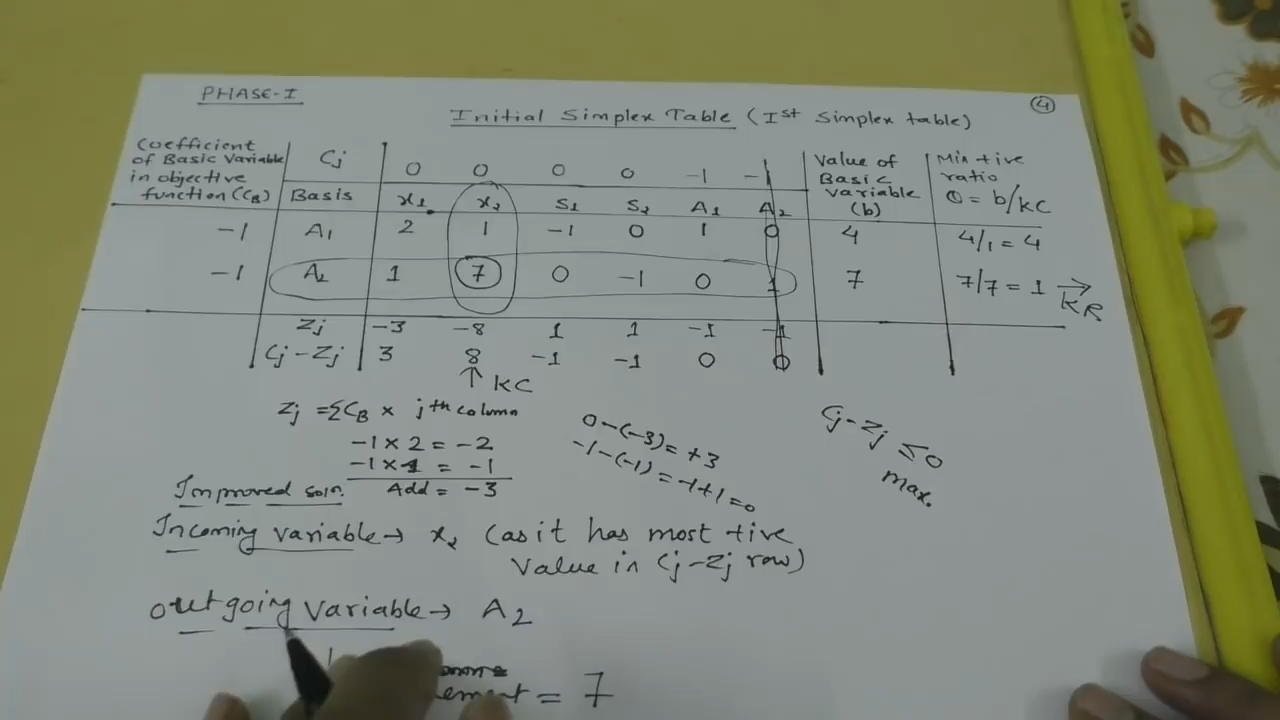 PHASE-I
④
Initial Simplex Table (Ist Simplex table)
Coefficient of Basic Variable in objective function (CB) | Cj | 0 0 0 0 -1 -1 | Value of Basic variable (b) | Min +ive ratio θ = b/KC
Basis | x1 x2 S1 S2 A1 A2
-1 | A1 | 2 1 -1 0 1 0 | 4 | 4/1 = 4
-1 | A2 | 1 7 0 -1 0 1 | 7 | 7/7 = 1 → KR
Zj | -3 -8 1 1 -1 -1
Cj-Zj | 3 8 -1 -1 0 0
↑ KC
Zj = ΣCB × jth column
-1 × 2 = -2
-1 × 1 = -1
Add = -3
0-(-3) = +3
-1-(-1) = -1+1=0
Cj-Zj ≤0
max.
Improved soln.
Incoming variable → x2 (as it has most +ive
Value in Cj-Zj row)
Outgoing Variable → A2
= 7